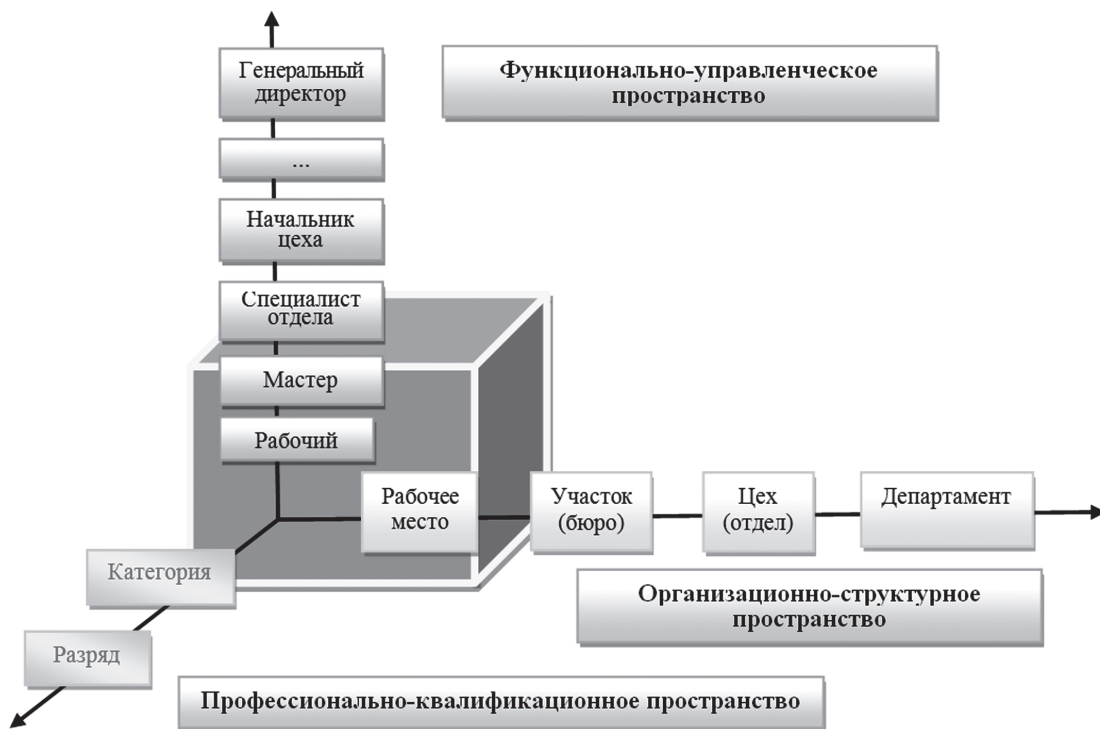 Генеральный
директор
Функционально-управленческое
пространство
...
Начальник
цеха
Специалист
отдела
Мастер
Рабочий
Рабочее
место
Участок
(бюро)
Цех
(отдел)
Департамент
Категория
Разряд
Организационно-структурное
пространство
Профессионально-квалификационное пространство